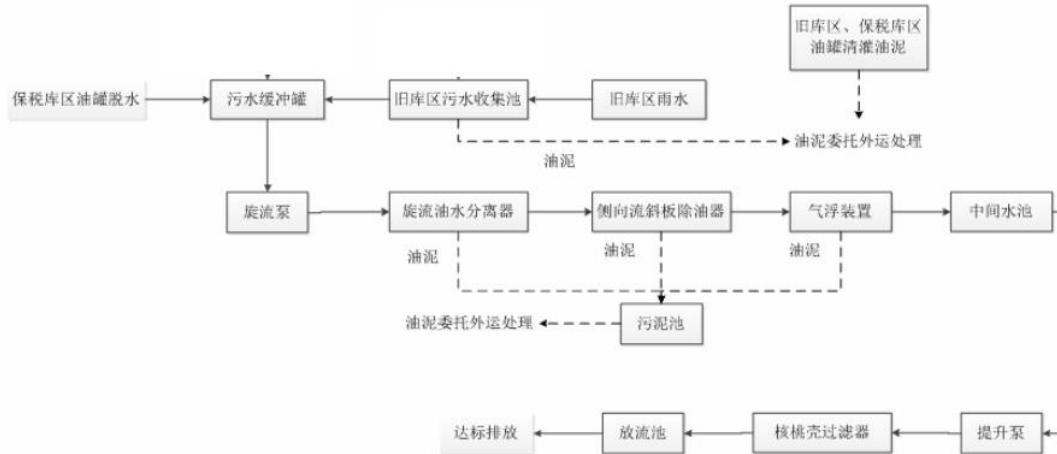 旧库区、保税库区
油罐清灌油泥
保税库区油罐脱水
污水缓冲罐
旧库区污水收集池
旧库区雨水
油泥委托外运处理
油泥
旋流泵
旋流油水分离器
侧向流斜板除油器
气浮装置
中间水池
油泥
油泥
油泥
油泥委托外运处理
污泥池
达标排放
放流池
核桃壳过滤器
提升泵